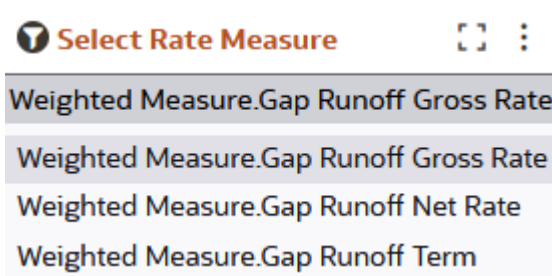 Select Rate Measure
Weighted Measure.Gap Runoff Gross Rate
Weighted Measure.Gap Runoff Gross Rate
Weighted Measure.Gap Runoff Net Rate
Weighted Measure.Gap Runoff Term